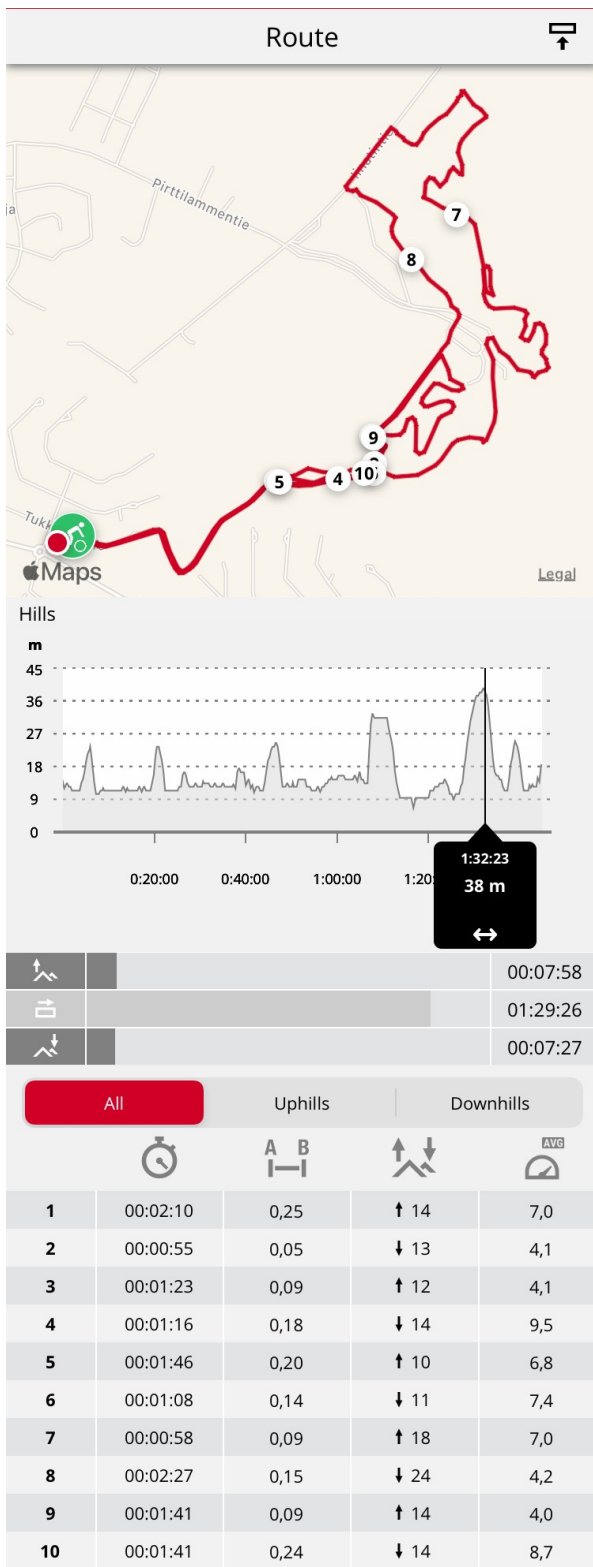 Route
Pirttilammentie
ja
7
8
9
5
4
10
Tukk
Maps
Legal
Hills
m
45
36
27
18
9
0
0:20:00 0:40:00 1:00:00 1:20:
1:32:23
38 m
00:07:58
01:29:26
00:07:27
All Uphills Downhills
A B AVG
1 00:02:10 0,25 ↑ 14 7,0
2 00:00:55 0,05 ↓ 13 4,1
3 00:01:23 0,09 ↑ 12 4,1
4 00:01:16 0,18 ↓ 14 9,5
5 00:01:46 0,20 ↑ 10 6,8
6 00:01:08 0,14 ↓ 11 7,4
7 00:00:58 0,09 ↑ 18 7,0
8 00:02:27 0,15 ↓ 24 4,2
9 00:01:41 0,09 ↑ 14 4,0
10 00:01:41 0,24 ↓ 14 8,7